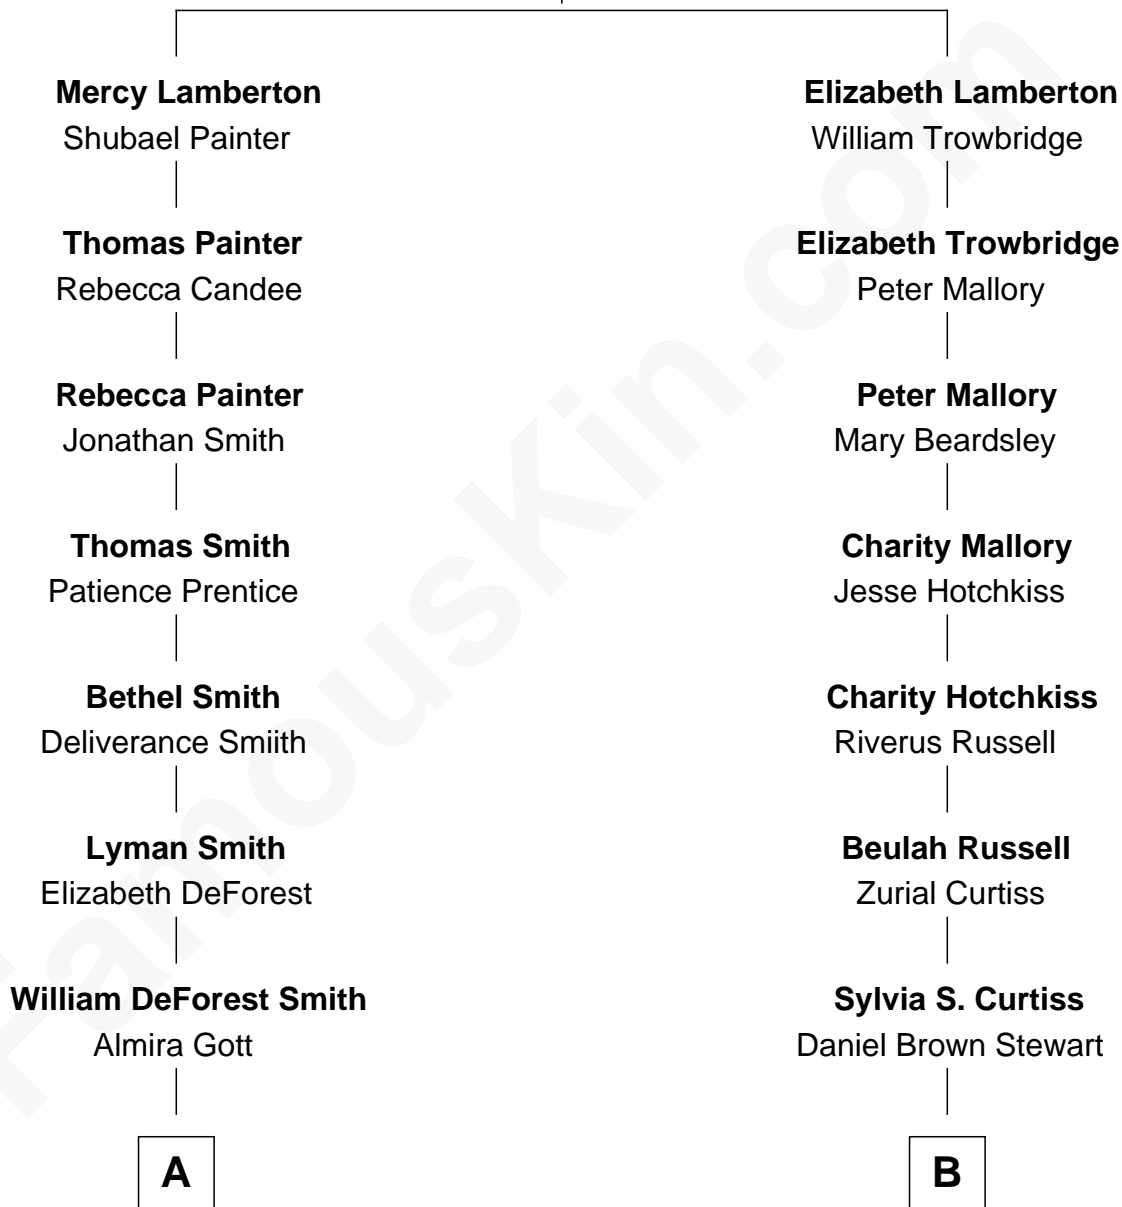 Mercy Lamberton
Shubael Painter
Elizabeth Lamberton
William Trowbridge
Thomas Painter
Rebecca Candee
Elizabeth Trowbridge
Peter Mallory
Rebecca Painter
Jonathan Smith
Peter Mallory
Mary Beardsley
Thomas Smith
Patience Prentice
Charity Mallory
Jesse Hotchkiss
Bethel Smith
Deliverance Smiith
Charity Hotchkiss
Riverus Russell
Lyman Smith
Elizabeth DeForest
Beulah Russell
Zurial Curtiss
William DeForest Smith
Almira Gott
Sylvia S. Curtiss
Daniel Brown Stewart
A
B
FamousKin.com